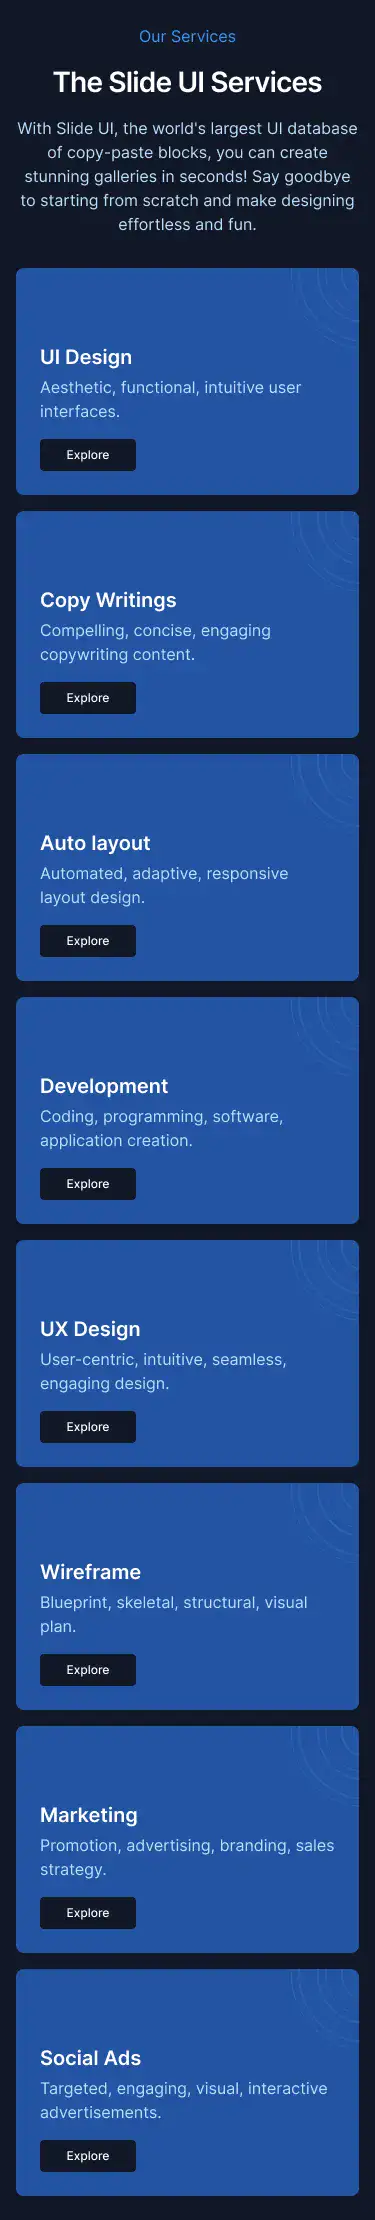 Our Services
The Slide UI Services
With Slide UI, the world's largest UI database
of copy-paste blocks, you can create
stunning galleries in seconds! Say goodbye
to starting from scratch and make designing
effortless and fun.
UI Design
Aesthetic, functional, intuitive user
interfaces.
Explore
Copy Writings
Compelling, concise, engaging
copywriting content.
Explore
Auto layout
Automated, adaptive, responsive
layout design.
Explore
Development
Coding, programming, software,
application creation.
Explore
UX Design
User-centric, intuitive, seamless,
engaging design.
Explore
Wireframe
Blueprint, skeletal, structural, visual
plan.
Explore
Marketing
Promotion, advertising, branding, sales
strategy.
Explore
Social Ads
Targeted, engaging, visual, interactive
advertisements.
Explore